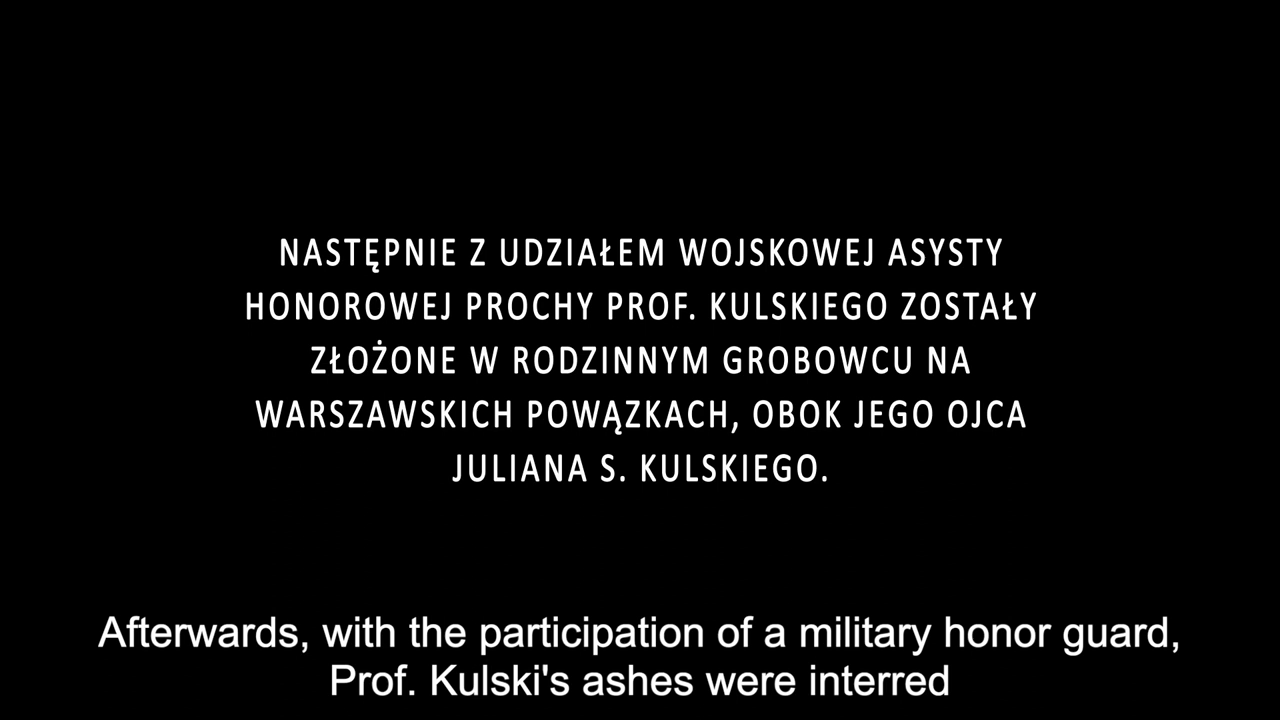 NASTĘPNIE Z UDZIAŁEM WOJSKOWEJ ASYSTY
HONOROWEJ PROCHY PROF. KULSKIEGO ZOSTAŁY
ZŁOŻONE W RODZINNYM GROBOWCU NA
WARSZAWSKICH POWĄZKACH, OBOK JEGO OJCA
JULIANA S. KULSKIEGO.
Afterwards, with the participation of a military honor guard,
Prof. Kulski's ashes were interred